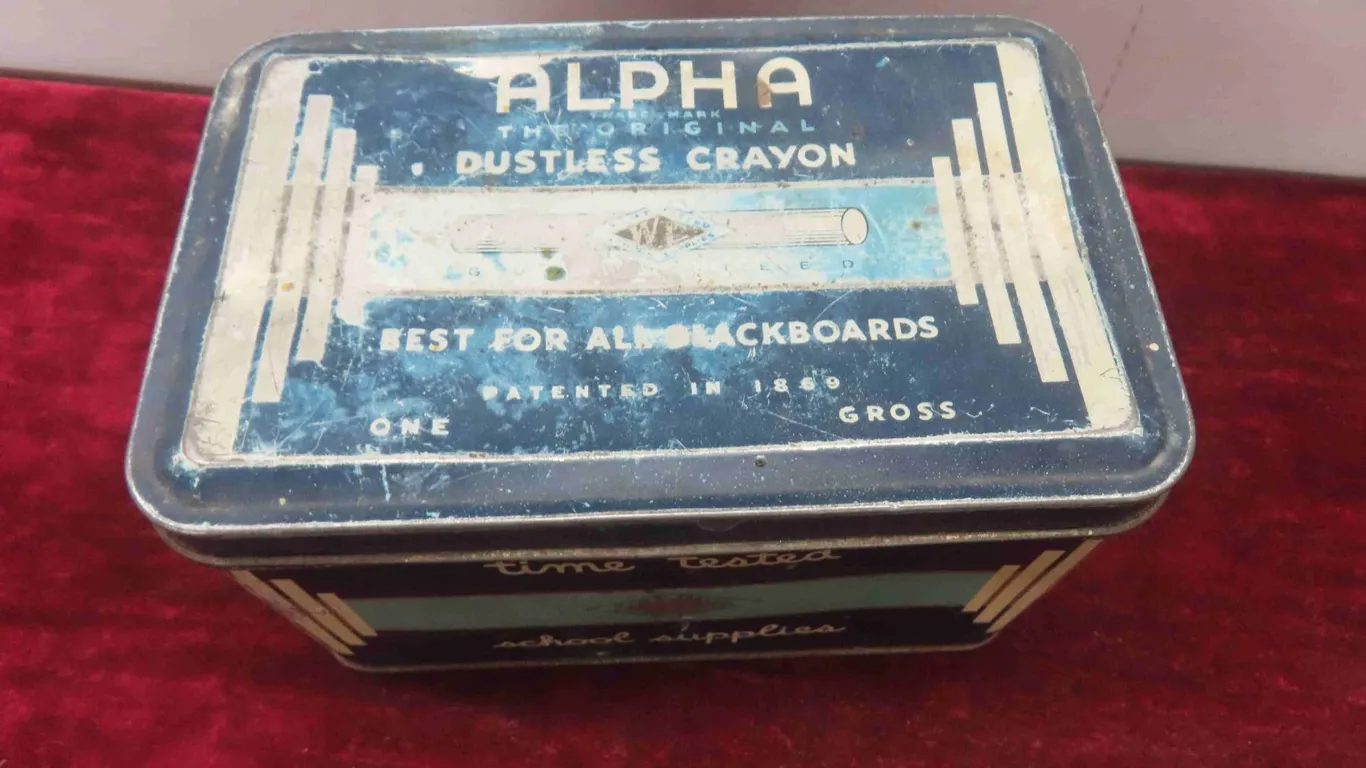 ALPHA
TRADE MARK
THE ORIGINAL
DUSTLESS CRAYON
BEST FOR ALL BLACKBOARDS
PATENTED IN 1869
ONE GROSS
time tested
school supplies